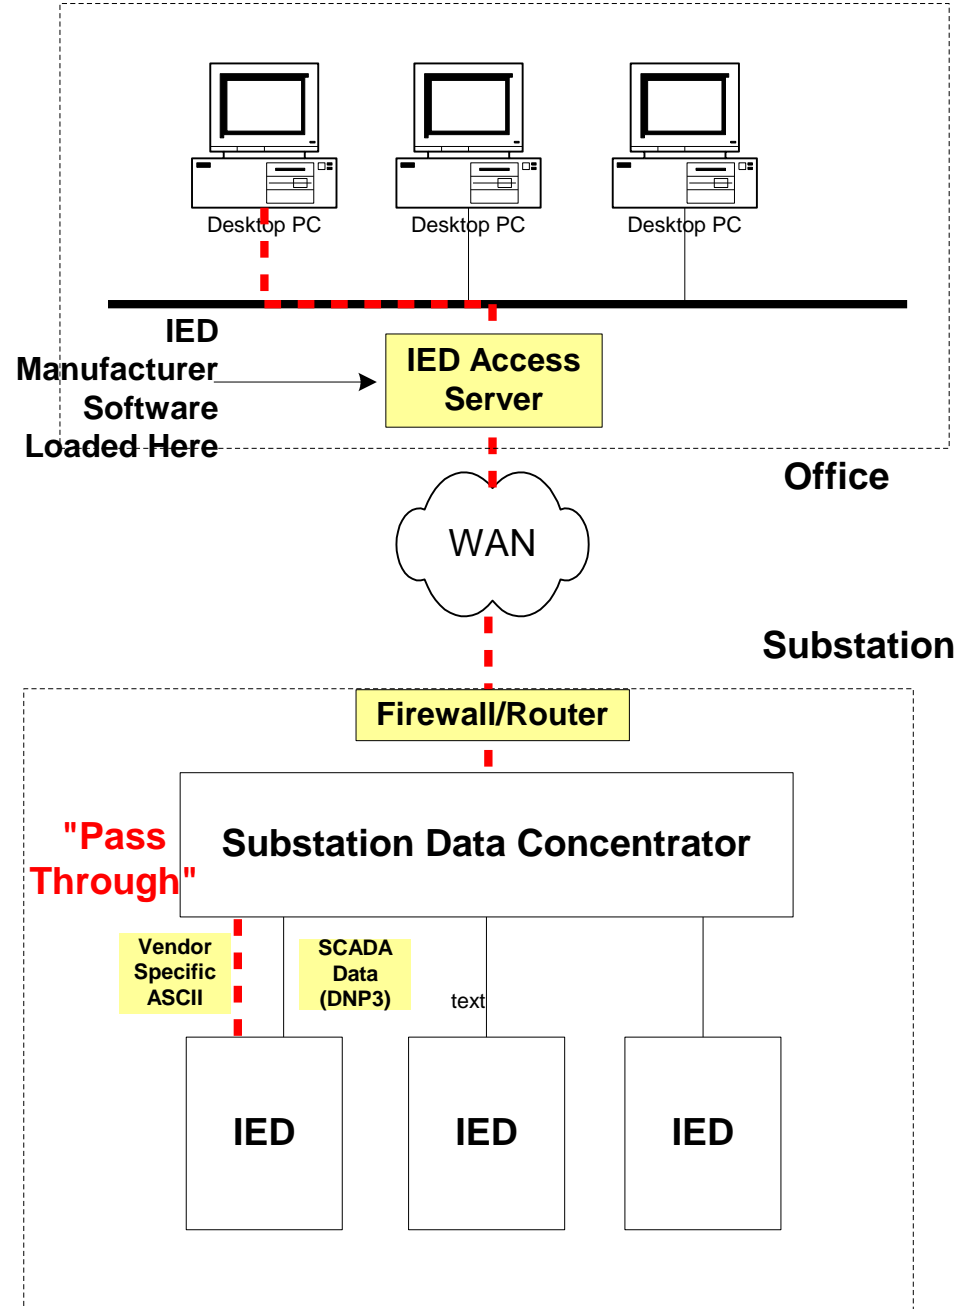 Desktop PC
Desktop PC
Desktop PC
IED
Manufacturer
Software
Loaded Here
IED Access
Server
Office
WAN
Substation
Firewall/Router
"Pass
Through"
Substation Data Concentrator
Vendor
Specific
ASCII
SCADA
Data
(DNP3)
text
IED
IED
IED